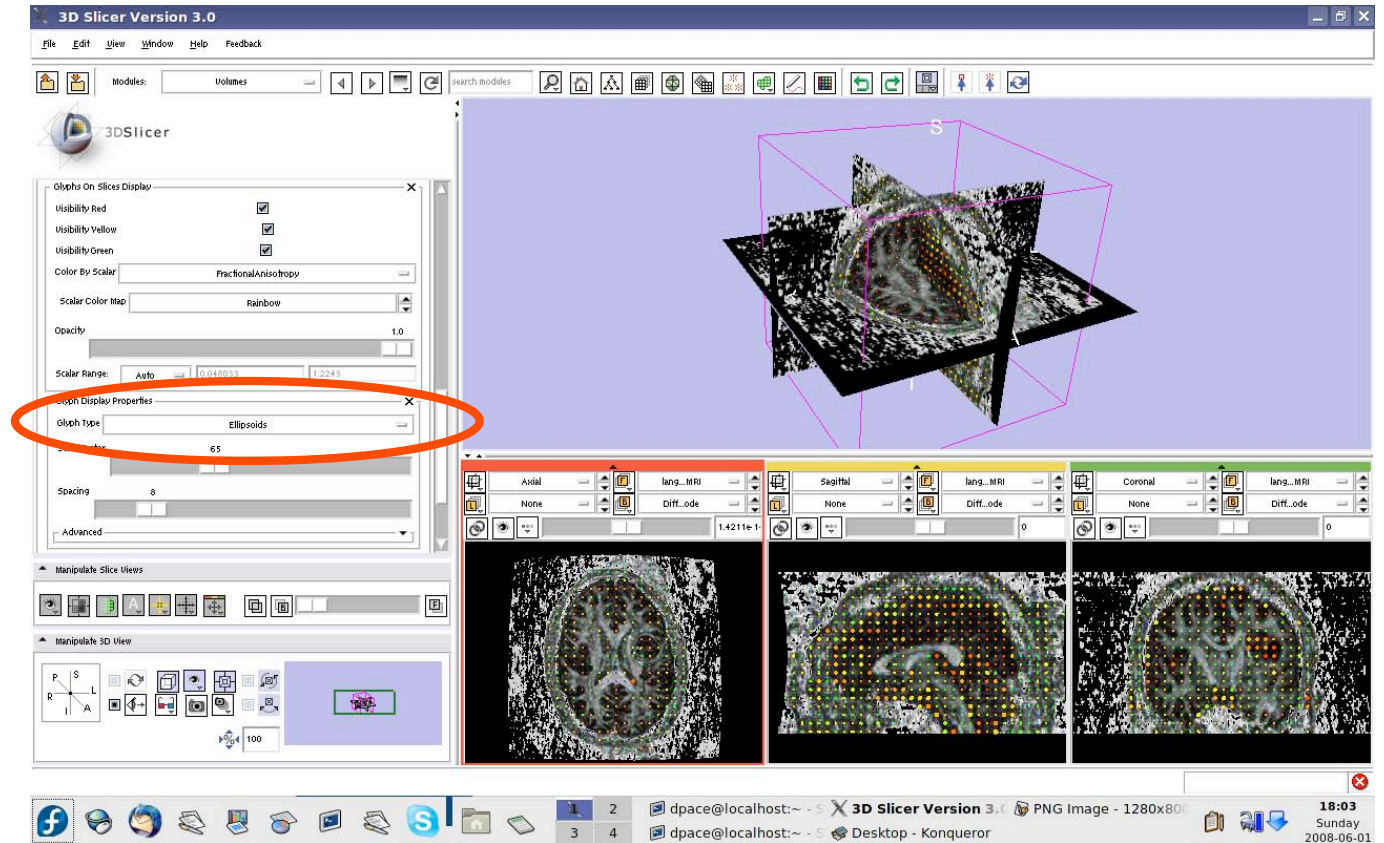 3D Slicer Version 3.0
File Edit View Window Help Feedback
Modules: Volumes search modules
3DSlicer
Glyphs On Slices Display
Visibility Red
Visibility Yellow
Visibility Green
Color By Scalar FractionalAnisotropy
Scalar Color Map Rainbow
Opacity 1.0
Scalar Range: Auto 0.048033 1.2243
Glyph Display Properties
Glyph Type Ellipsoids
65
Spacing 8
Advanced
Manipulate Slice Views
Manipulate 3D View
P S
R L
I A
100
S
A
I
Axial lang...MRI
None Diff...ode
1.4211e-1
Sagittal lang...MRI
None Diff...ode
0
Coronal lang...MRI
None Diff...ode
0
1 2
3 4
dpace@localhost:~ - S
dpace@localhost:~ - S
3D Slicer Version 3.
Desktop - Konqueror
PNG Image - 1280x800
18:03
Sunday
2008-06-01